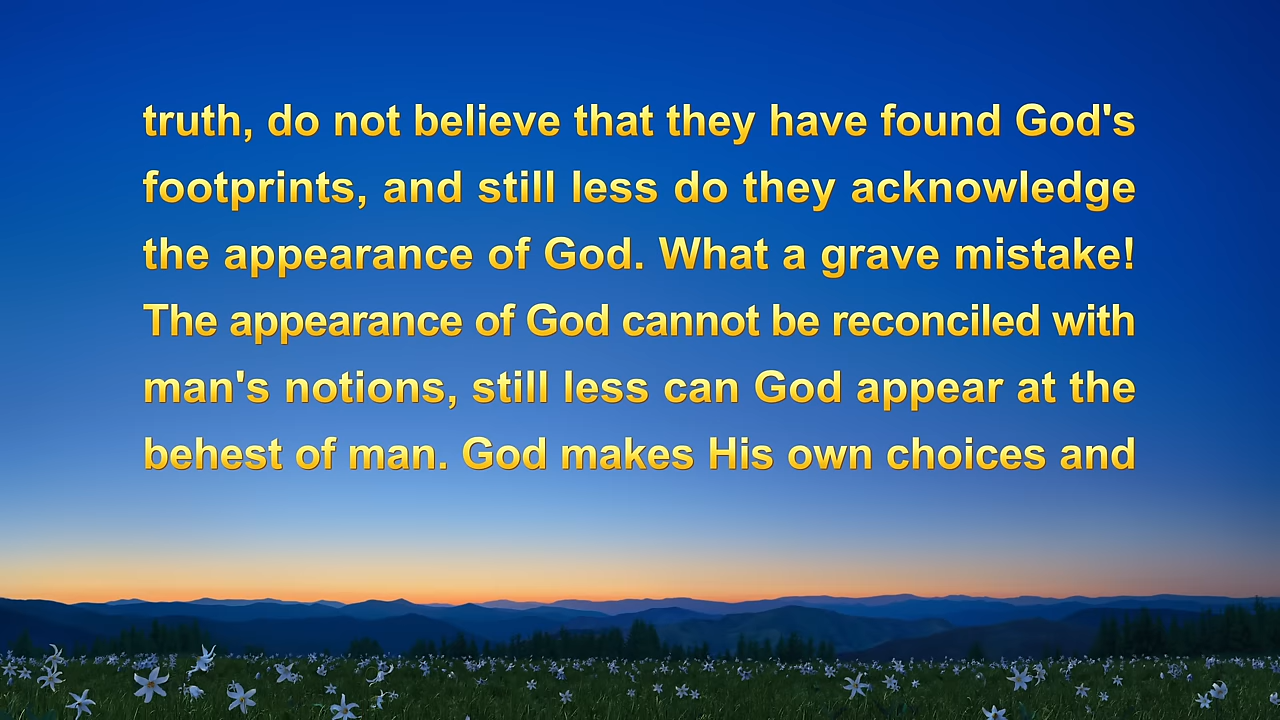 truth, do not believe that they have found God's
footprints, and still less do they acknowledge
the appearance of God. What a grave mistake!
The appearance of God cannot be reconciled with
man's notions, still less can God appear at the
behest of man. God makes His own choices and